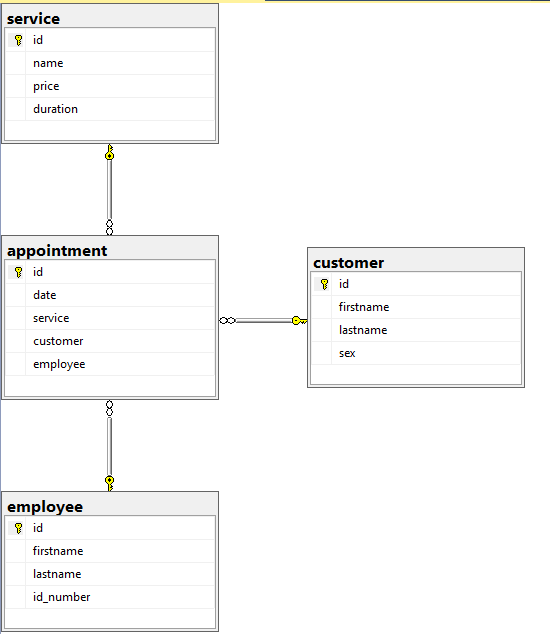 service
id
name
price
duration
appointment
id
date
service
customer
employee
customer
id
firstname
lastname
sex
employee
id
firstname
lastname
id_number